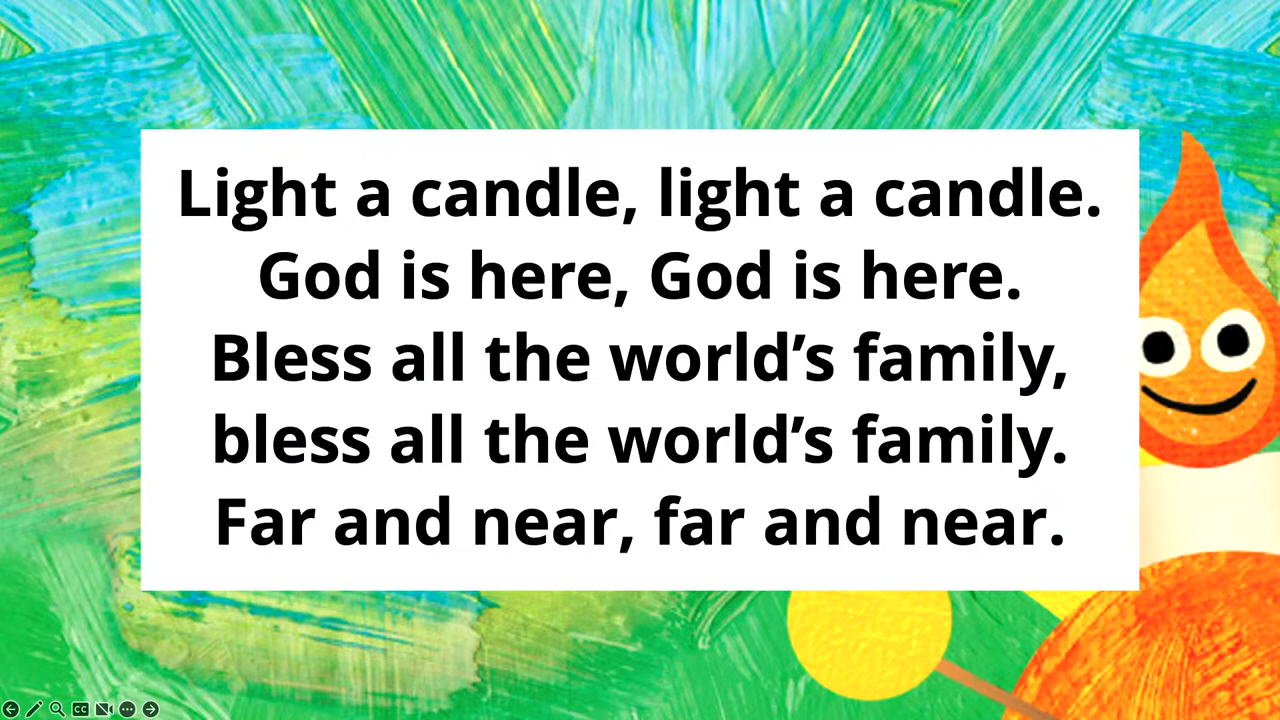 Light a candle, light a candle.
God is here, God is here.
Bless all the world’s family,
bless all the world’s family.
Far and near, far and near.
CC